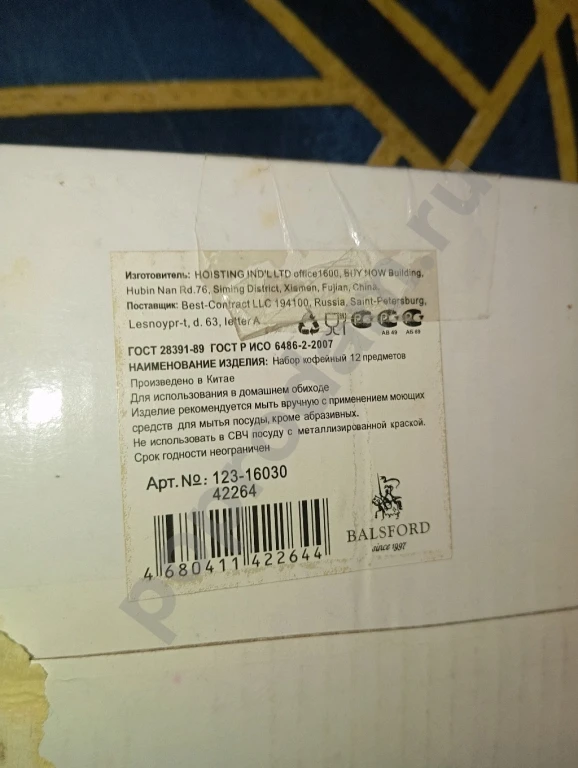 Изготовитель: HOISTING IND'L LTD office1600, BUY NOW Building,
Hubin Nan Rd.76, Siming District, Xiamen, Fujian, China
Поставщик: Best-Contract LLC 194100, Russia, Saint-Petersburg,
Lesnoypr-t, d. 63, letter A
АВ 49 АБ 69
ГОСТ 28391-89 ГОСТ Р ИСО 6486-2-2007
НАИМЕНОВАНИЕ ИЗДЕЛИЯ: Набор кофейный 12 предметов
Произведено в Китае
Для использования в домашнем обиходе
Изделие рекомендуется мыть вручную с применением моющих
средств для мытья посуды, кроме абразивных.
Не использовать в СВЧ посуду с металлизированной краской.
Срок годности неограничен
Арт.№: 123-16030
42264
4 680411 422644
BALSFORD
since 1997